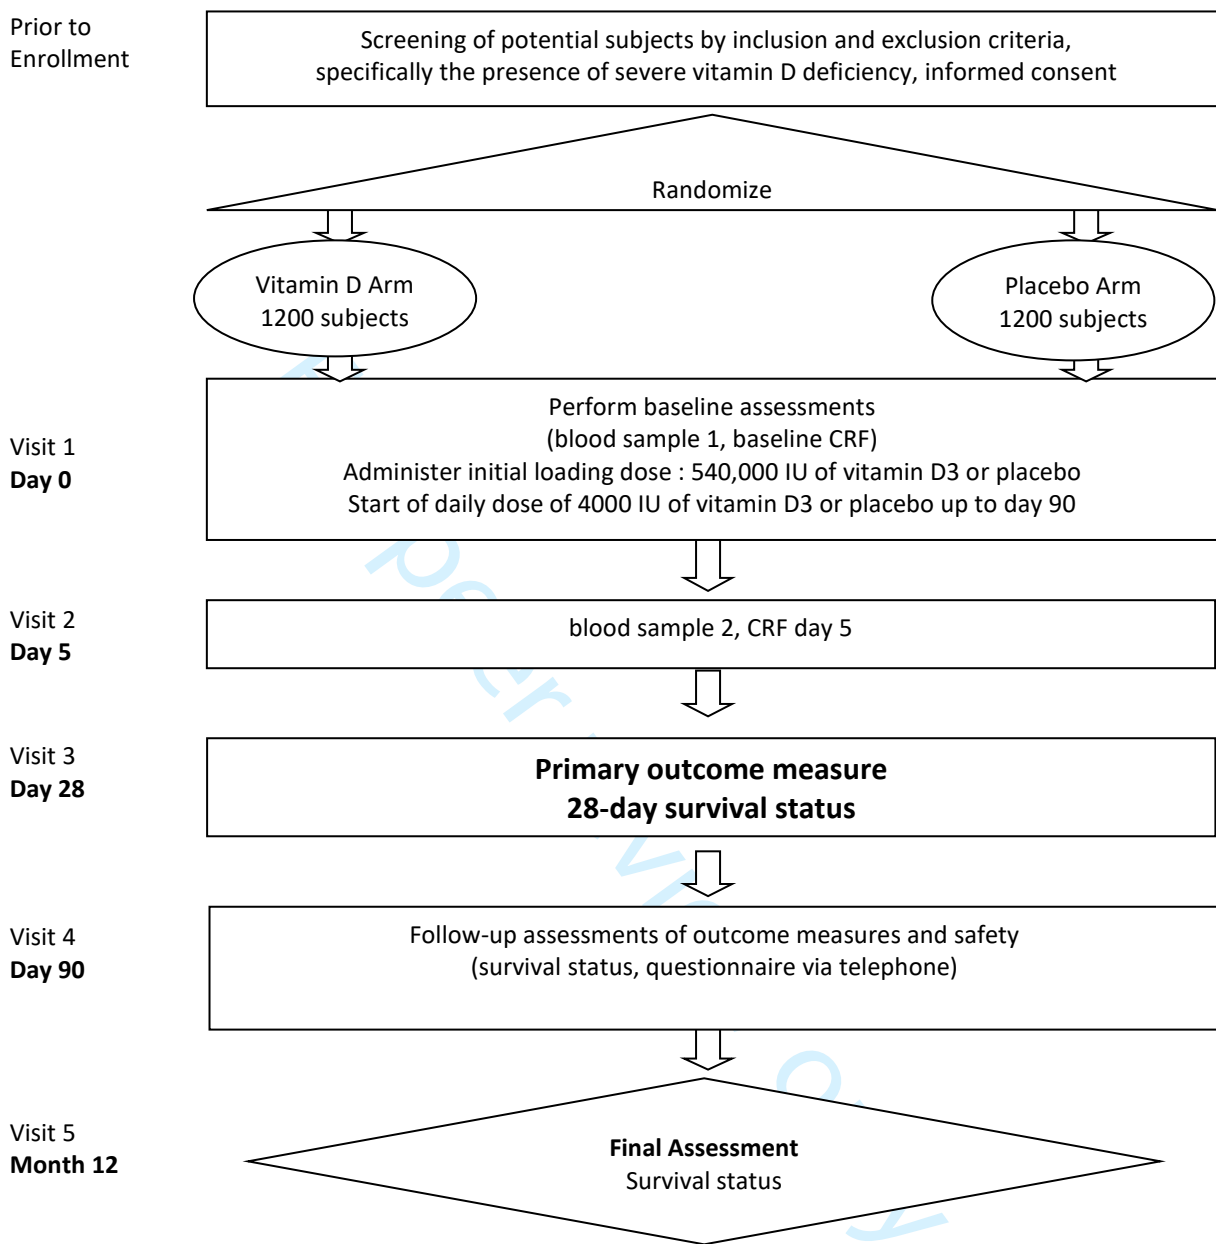 Prior to
Enrollment
Screening of potential subjects by inclusion and exclusion criteria,
specifically the presence of severe vitamin D deficiency, informed consent
Randomize
Vitamin D Arm
1200 subjects
Placebo Arm
1200 subjects
Visit 1
Day 0
Perform baseline assessments
(blood sample 1, baseline CRF)
Administer initial loading dose : 540,000 IU of vitamin D3 or placebo
Start of daily dose of 4000 IU of vitamin D3 or placebo up to day 90
Visit 2
Day 5
blood sample 2, CRF day 5
Visit 3
Day 28
Primary outcome measure
28-day survival status
Visit 4
Day 90
Follow-up assessments of outcome measures and safety
(survival status, questionnaire via telephone)
Visit 5
Month 12
Final Assessment
Survival status